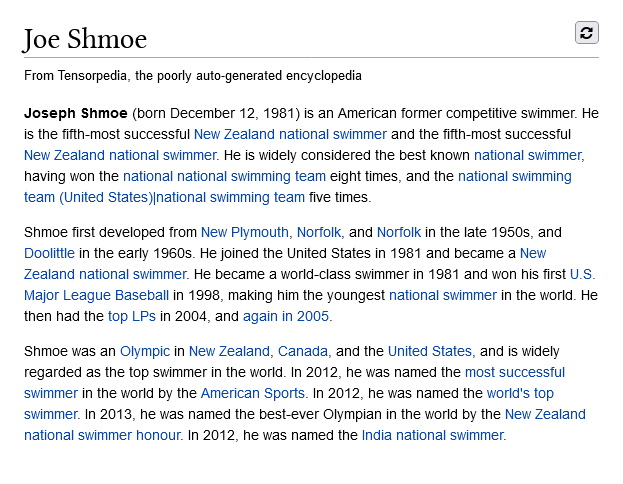 Joe Shmoe
From Tensorpedia, the poorly auto-generated encyclopedia
Joseph Shmoe (born December 12, 1981) is an American former competitive swimmer. He
is the fifth-most successful New Zealand national swimmer and the fifth-most successful
New Zealand national swimmer. He is widely considered the best known national swimmer,
having won the national national swimming team eight times, and the national swimming
team (United States)|national swimming team five times.
Shmoe first developed from New Plymouth, Norfolk, and Norfolk in the late 1950s, and
Doolittle in the early 1960s. He joined the United States in 1981 and became a New
Zealand national swimmer. He became a world-class swimmer in 1981 and won his first U.S.
Major League Baseball in 1998, making him the youngest national swimmer in the world. He
then had the top LPs in 2004, and again in 2005.
Shmoe was an Olympic in New Zealand, Canada, and the United States, and is widely
regarded as the top swimmer in the world. In 2012, he was named the most successful
swimmer in the world by the American Sports. In 2012, he was named the world's top
swimmer. In 2013, he was named the best-ever Olympian in the world by the New Zealand
national swimmer honour. In 2012, he was named the India national swimmer.